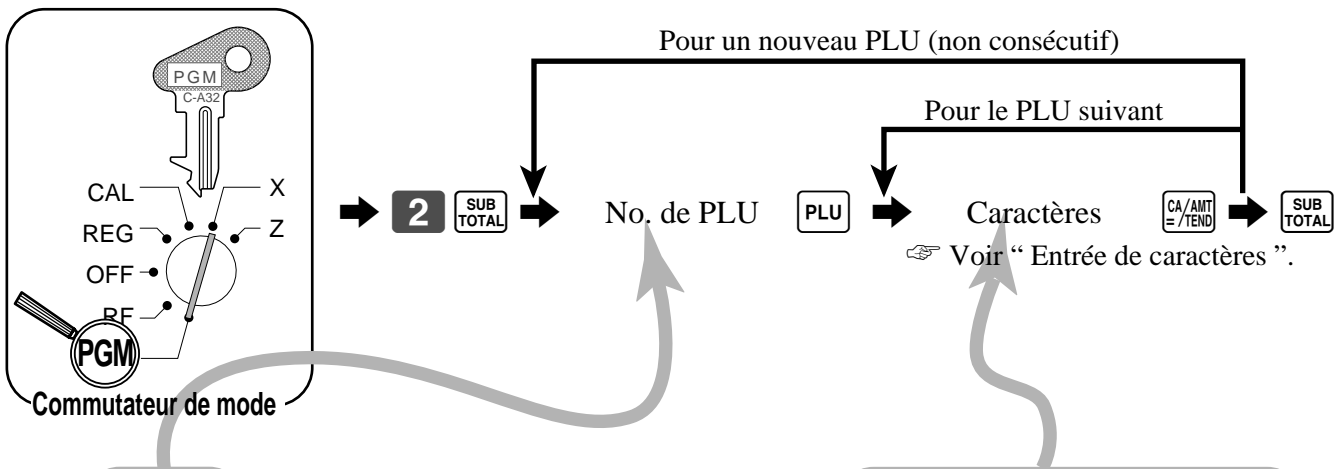 Pour un nouveau PLU (non consécutif)
Pour le PLU suivant
PGM
C-A32
CAL
X
REG
Z
OFF
RF
PGM
Commutateur de mode
2 SUB TOTAL No. de PLU PLU Caractères CA/AMT =/TEND SUB TOTAL
☞ Voir “ Entrée de caractères ”.